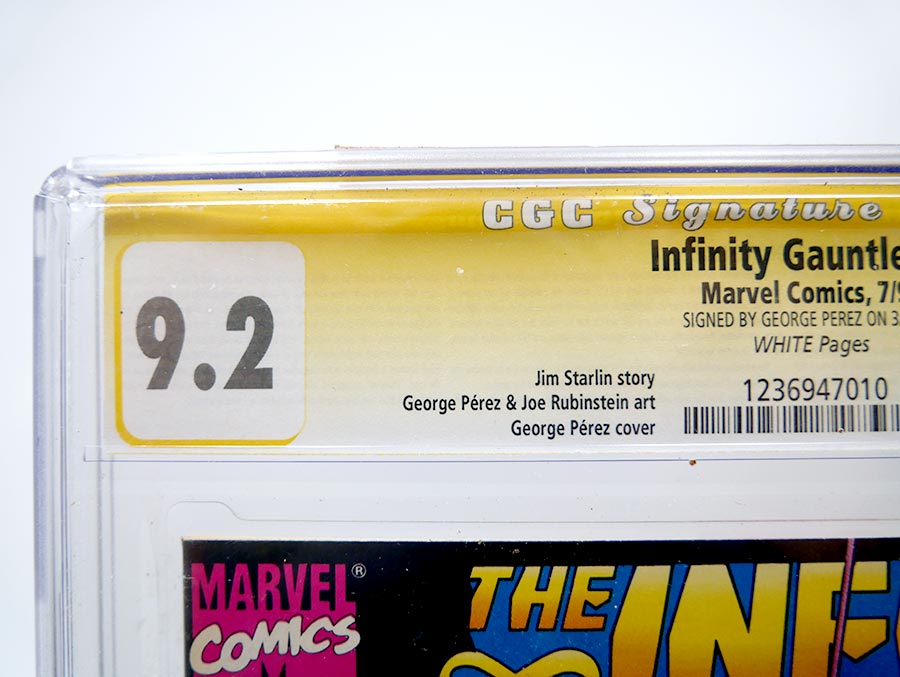 CGC Signature
Infinity Gauntle
Marvel Comics, 7/9
SIGNED BY GEORGE PEREZ ON 3
WHITE Pages
9.2
Jim Starlin story
George Pérez & Joe Rubinstein art
George Pérez cover
1236947010
MARVEL®
COMICS
THE INF